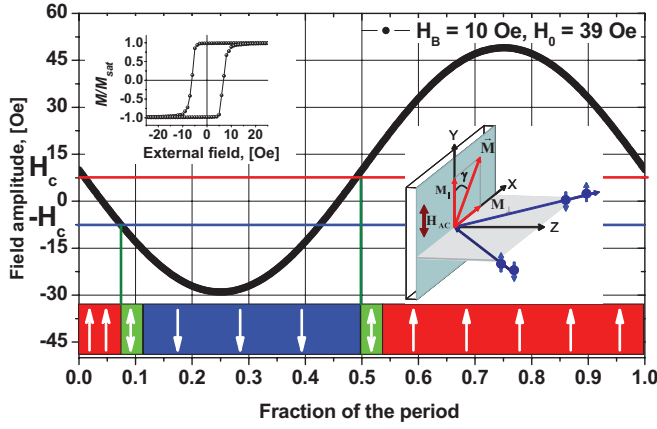 60
45
30
15
0
-15
-30
-45
H_c
-H_c
Field amplitude, [Oe]
H_B = 10 Oe, H_0 = 39 Oe
1.0
0.5
0.0
-0.5
-1.0
M/M_sat
-20 -10 0 10 20
External field, [Oe]
Y
M
γ
M_∥
X
M_⊥
H_AC
Z
0.0 0.1 0.2 0.3 0.4 0.5 0.6 0.7 0.8 0.9 1.0
Fraction of the period